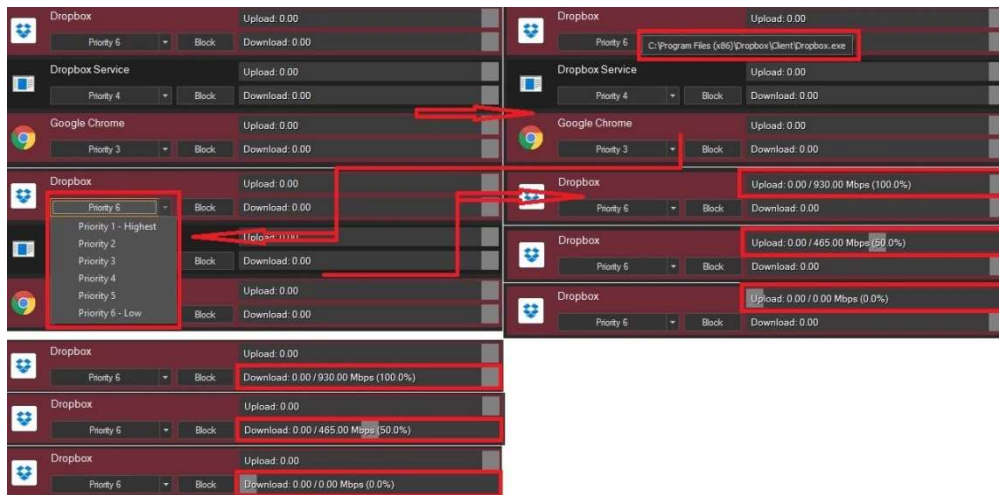 Dropbox
Upload: 0.00
Priority 6
Block
Download: 0.00
Dropbox Service
Upload: 0.00
Priority 4
Block
Download: 0.00
Google Chrome
Upload: 0.00
Priority 3
Block
Download: 0.00
Dropbox
Upload: 0.00
Priority 6
C:\Program Files (x86)\Dropbox\Client\Dropbox.exe
Dropbox Service
Upload: 0.00
Priority 4
Block
Download: 0.00
Google Chrome
Upload: 0.00
Priority 3
Block
Download: 0.00
Dropbox
Upload: 0.00
Priority 6
Block
Download: 0.00
Priority 1 - Highest
Priority 2
Priority 3
Priority 4
Priority 5
Priority 6 - Low
Upload: 0.00
Block
Download: 0.00
Upload: 0.00
Block
Download: 0.00
Dropbox
Upload: 0.00 / 930.00 Mbps (100.0%)
Priority 6
Block
Download: 0.00
Dropbox
Upload: 0.00 / 465.00 Mbps (50.0%)
Priority 6
Block
Download: 0.00
Dropbox
Upload: 0.00 / 0.00 Mbps (0.0%)
Priority 6
Block
Download: 0.00
Dropbox
Upload: 0.00
Priority 6
Block
Download: 0.00 / 930.00 Mbps (100.0%)
Dropbox
Upload: 0.00
Priority 6
Block
Download: 0.00 / 465.00 Mbps (50.0%)
Dropbox
Upload: 0.00
Priority 6
Block
Download: 0.00 / 0.00 Mbps (0.0%)